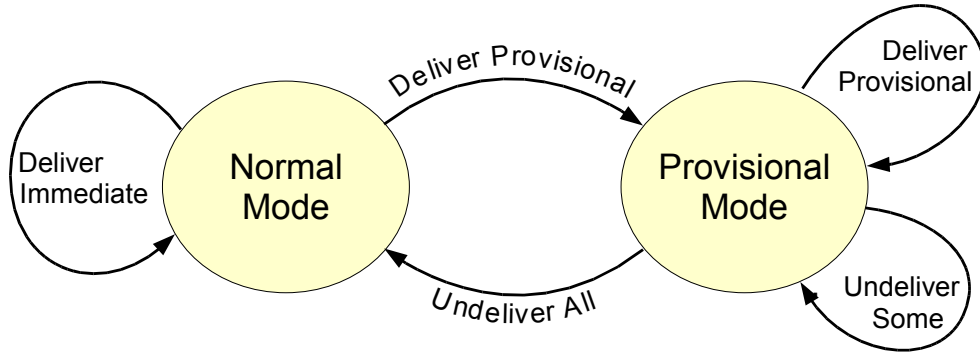 Deliver Provisional
Deliver
Provisional
Deliver
Immediate
Normal
Mode
Provisional
Mode
Undeliver All
Undeliver
Some